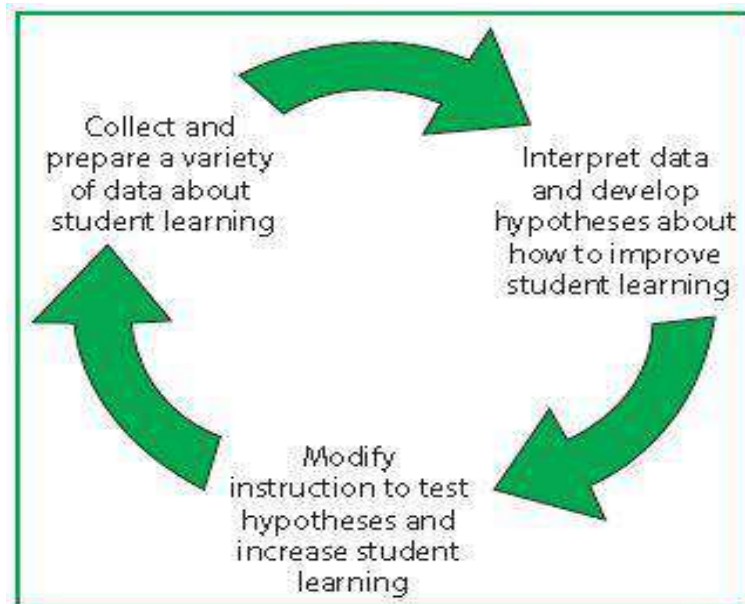 Collect and
prepare a variety
of data about
student learning
Interpret data
and develop
hypotheses about
how to improve
student learning
Modify
instruction to test
hypotheses and
increase student
learning